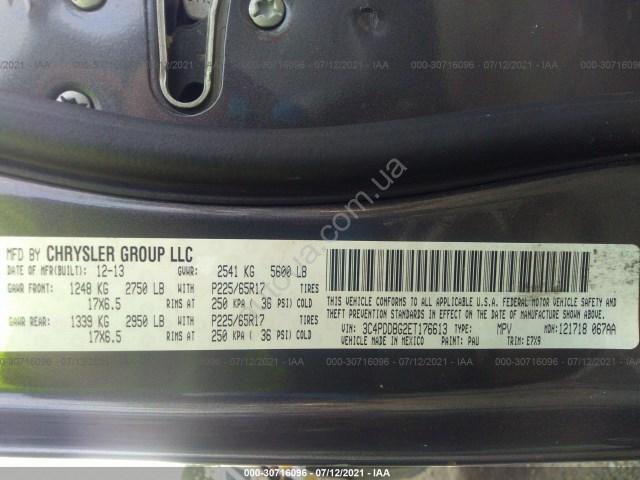 000-30716096 - 07/12/2021 - IAA
MFD BY CHRYSLER GROUP LLC
DATE OF MFR(BUILT): 12-13 GVWR: 2541 KG 5600 LB
GAWR FRONT: 1248 KG 2750 LB WITH P225/65R17 TIRES
17X6.5 RIMS AT 250 KPA ( 36 PSI) COLD
GAWR REAR: 1339 KG 2950 LB WITH P225/65R17 TIRES
17X6.5 RIMS AT 250 KPA ( 36 PSI) COLD
THIS VEHICLE CONFORMS TO ALL APPLICABLE U.S.A. FEDERAL MOTOR VEHICLE SAFETY AND
THEFT PREVENTION STANDARDS IN EFFECT ON THE DATE OF MANUFACTURE SHOWN ABOVE.
VIN: 3C4PDDBG2ET176613 TYPE: MPV MDH: 121718 067AA
VEHICLE MADE IN MEXICO PAINT: PAU TRIM: E7X9
autobidmaster.com.ua
000-30716096 - 07/12/2021 - IAA